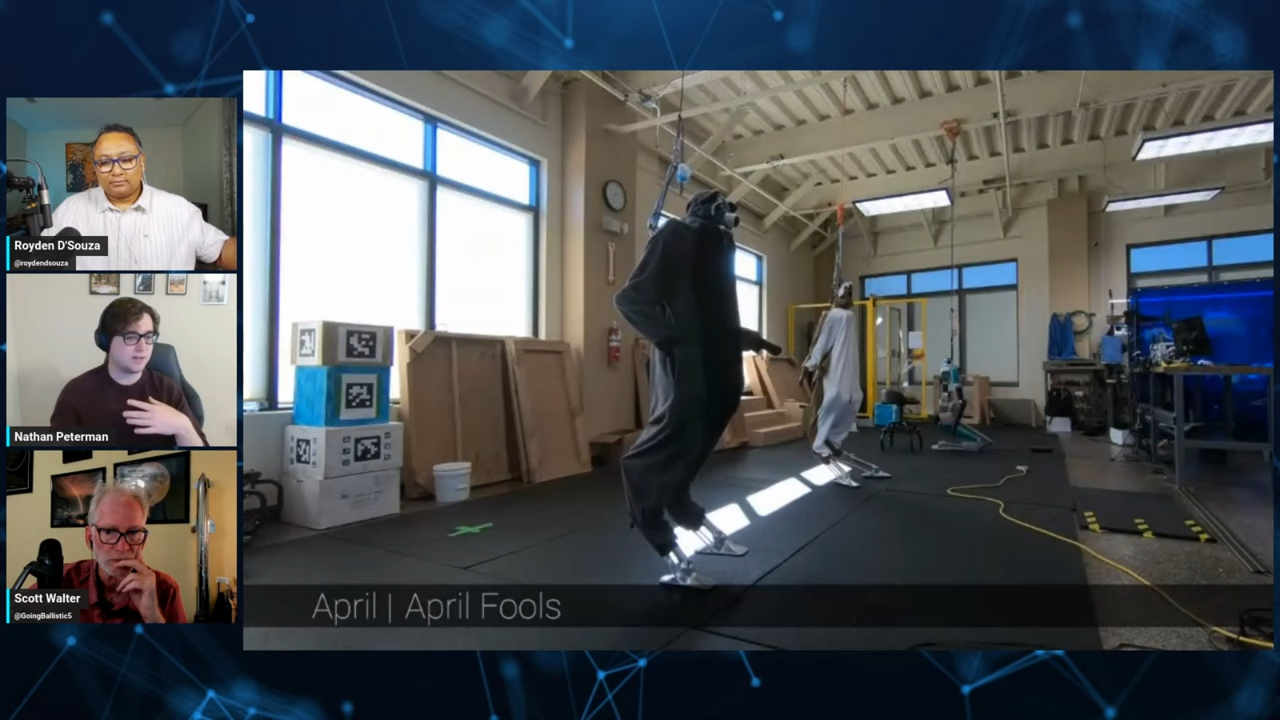 Royden D'Souza
@roydendsouza
Nathan Peterman
Scott Walter
@GoingBallistic5
April | April Fools